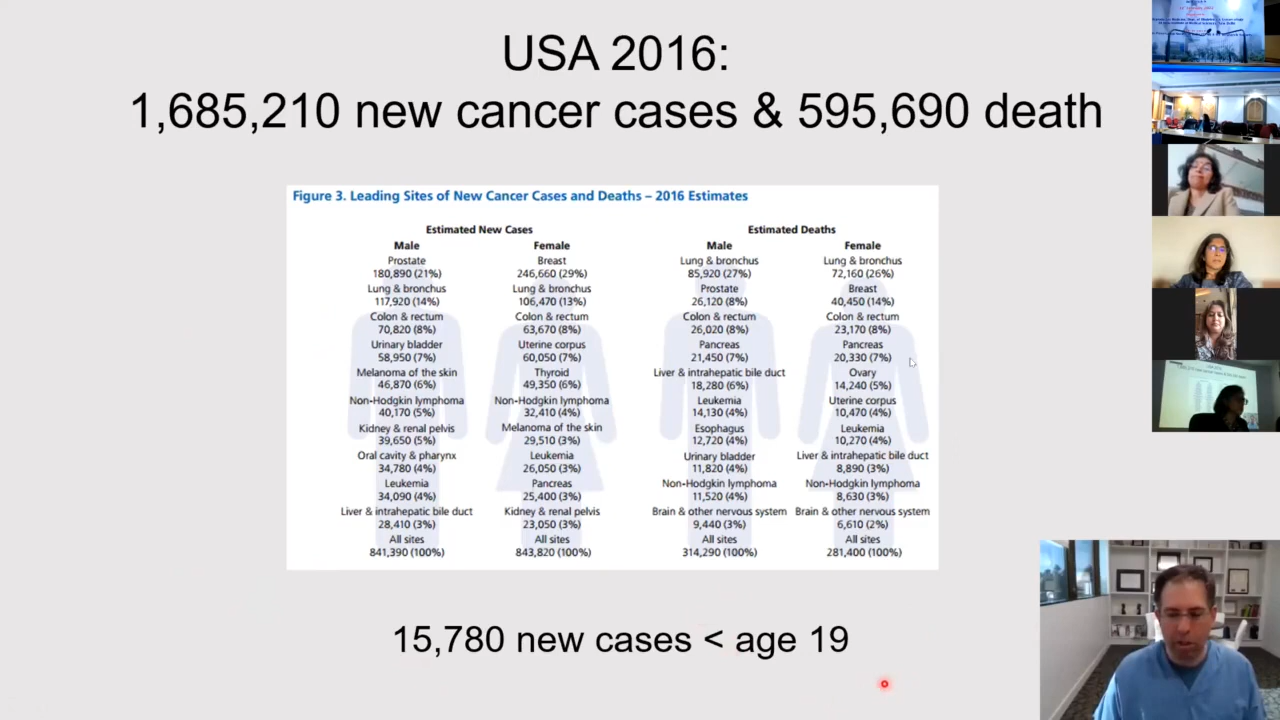 USA 2016:
1,685,210 new cancer cases & 595,690 death
Figure 3. Leading Sites of New Cancer Cases and Deaths – 2016 Estimates
Estimated New Cases
Male
Female
Prostate
180,890 (21%)
Breast
246,660 (29%)
Lung & bronchus
117,920 (14%)
Lung & bronchus
106,470 (13%)
Colon & rectum
70,820 (8%)
Colon & rectum
63,670 (8%)
Urinary bladder
58,950 (7%)
Uterine corpus
60,050 (7%)
Melanoma of the skin
46,870 (6%)
Thyroid
49,350 (6%)
Non-Hodgkin lymphoma
40,170 (5%)
Non-Hodgkin lymphoma
32,410 (4%)
Kidney & renal pelvis
39,650 (5%)
Melanoma of the skin
29,510 (3%)
Oral cavity & pharynx
34,780 (4%)
Leukemia
26,050 (3%)
Leukemia
34,090 (4%)
Pancreas
25,400 (3%)
Liver & intrahepatic bile duct
28,410 (3%)
Kidney & renal pelvis
23,050 (3%)
All sites
841,390 (100%)
All sites
843,820 (100%)
Estimated Deaths
Male
Female
Lung & bronchus
85,920 (27%)
Lung & bronchus
72,160 (26%)
Prostate
26,120 (8%)
Breast
40,450 (14%)
Colon & rectum
26,020 (8%)
Colon & rectum
23,170 (8%)
Pancreas
21,450 (7%)
Pancreas
20,330 (7%)
Liver & intrahepatic bile duct
18,280 (6%)
Ovary
14,240 (5%)
Leukemia
14,130 (4%)
Uterine corpus
10,470 (4%)
Esophagus
12,720 (4%)
Leukemia
10,270 (4%)
Urinary bladder
11,820 (4%)
Liver & intrahepatic bile duct
8,890 (3%)
Non-Hodgkin lymphoma
11,520 (4%)
Non-Hodgkin lymphoma
8,630 (3%)
Brain & other nervous system
9,440 (3%)
Brain & other nervous system
6,610 (2%)
All sites
314,290 (100%)
All sites
281,400 (100%)
15,780 new cases < age 19